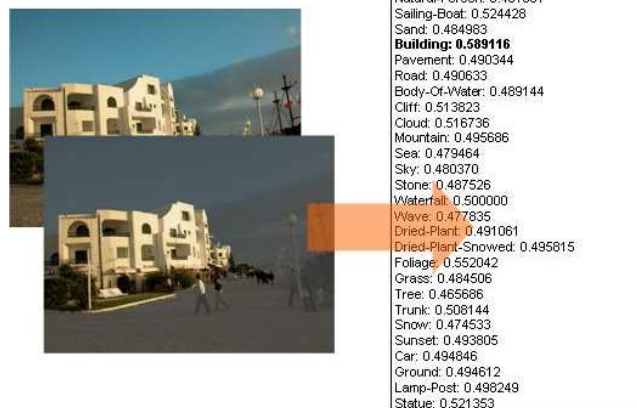 Sailing-Boat: 0.524428
Sand: 0.484983
Building: 0.589116
Pavement: 0.490344
Road: 0.490633
Body-Of-Water: 0.489144
Cliff: 0.513823
Cloud: 0.516736
Mountain: 0.495686
Sea: 0.479464
Sky: 0.480370
Stone: 0.487526
Waterfall: 0.500000
Wave: 0.477835
Dried-Plant: 0.491061
Dried-Plant-Snowed: 0.495815
Foliage: 0.552042
Grass: 0.484506
Tree: 0.465686
Trunk: 0.508144
Snow: 0.474533
Sunset: 0.493805
Car: 0.494846
Ground: 0.494612
Lamp-Post: 0.498249
Statue: 0.521353